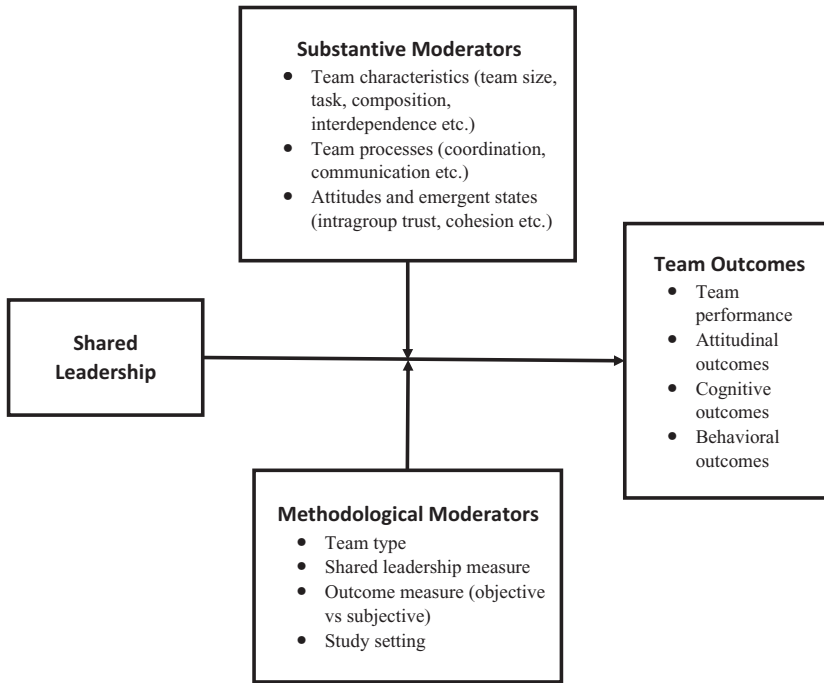 Substantive Moderators
• Team characteristics (team size,
task, composition,
interdependence etc.)
• Team processes (coordination,
communication etc.)
• Attitudes and emergent states
(intragroup trust, cohesion etc.)
Shared
Leadership
Team Outcomes
• Team
performance
• Attitudinal
outcomes
• Cognitive
outcomes
• Behavioral
outcomes
Methodological Moderators
• Team type
• Shared leadership measure
• Outcome measure (objective
vs subjective)
• Study setting